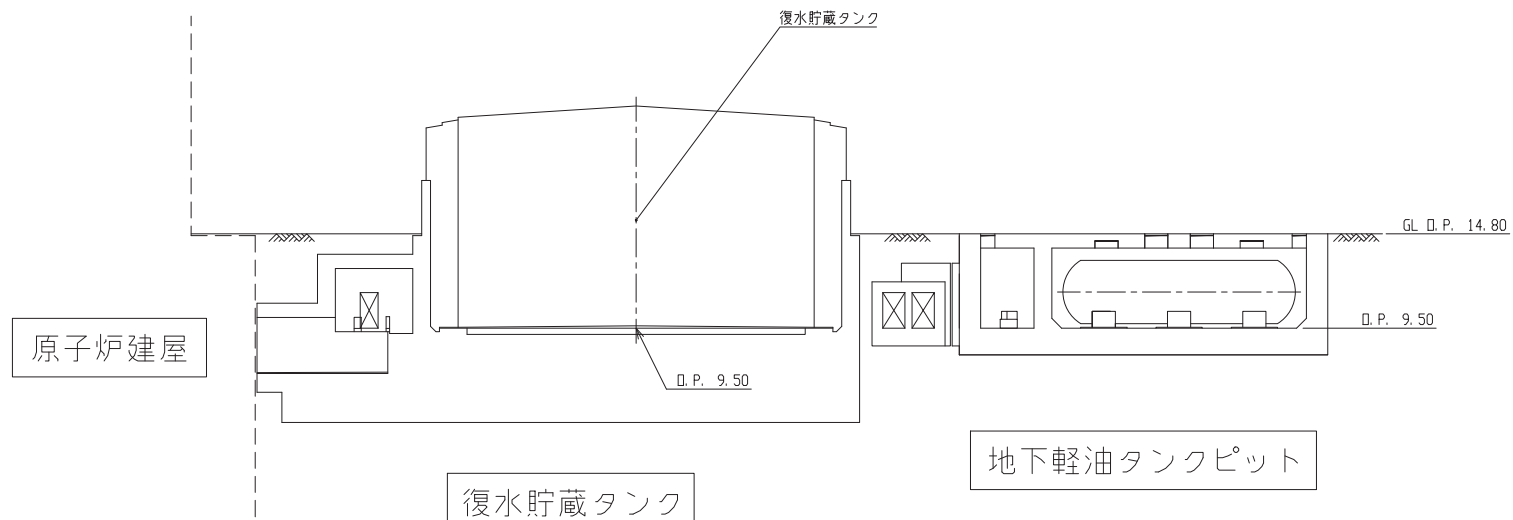 復水貯蔵タンク
GL O.P. 14.80
O.P. 9.50
原子炉建屋
O.P. 9.50
地下軽油タンクピット
復水貯蔵タンク